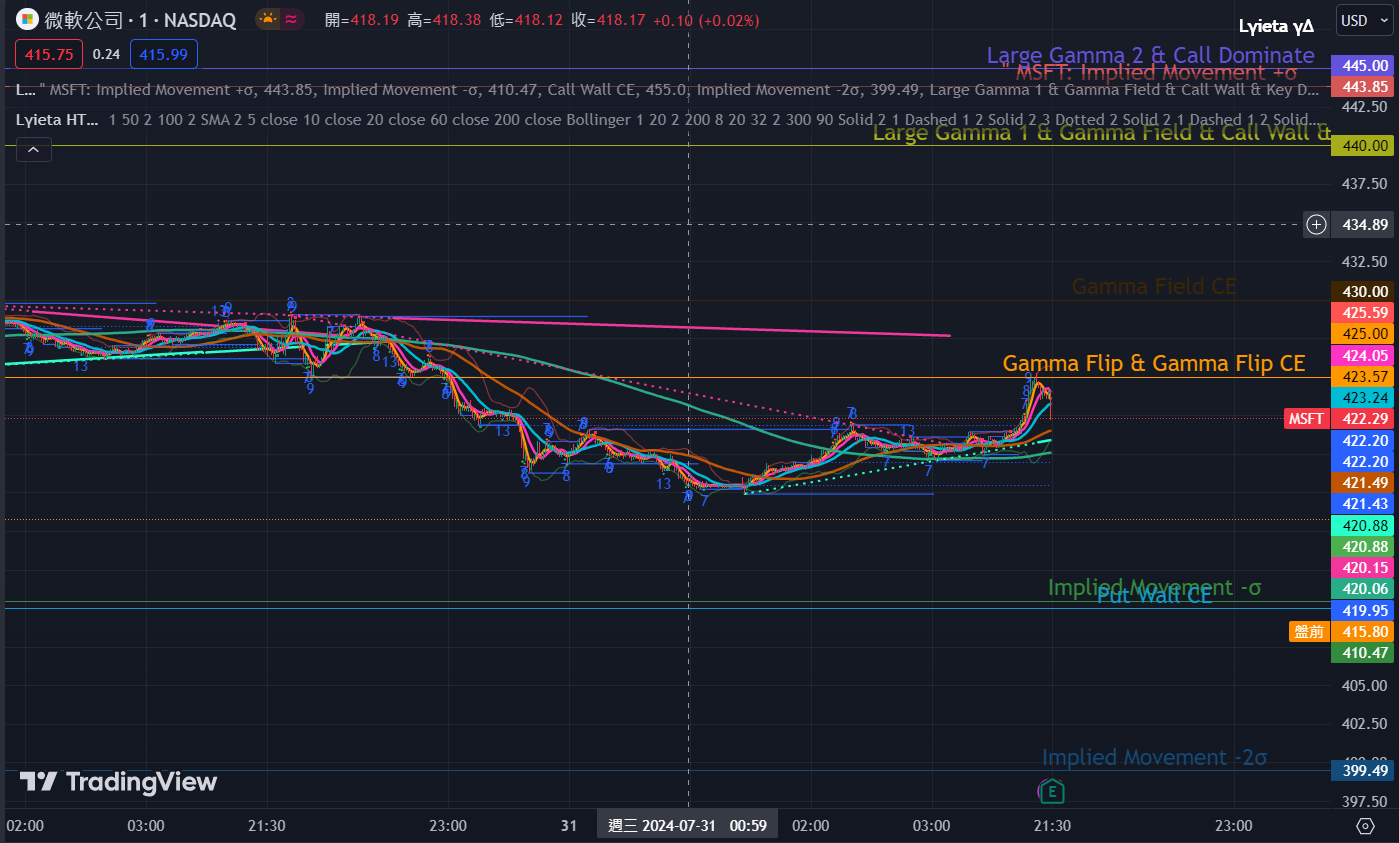 微軟公司 · 1 · NASDAQ 開=418.19 高=418.38 低=418.12 收=418.17 +0.10 (+0.02%)
Lyieta γΔ
USD
415.75 0.24 415.99
Large Gamma 2 & Call Dominate
445.00
" MSFT: Implied Movement +σ
443.85
L... " MSFT: Implied Movement +σ, 443.85, Implied Movement -σ, 410.47, Call Wall CE, 455.0, Implied Movement -2σ, 399.49, Large Gamma 1 & Gamma Field & Call Wall & Key D...
442.50
Lyieta HT... 1 50 2 100 2 SMA 2 5 close 10 close 20 close 60 close 200 close Bollinger 1 20 2 200 8 20 32 2 300 90 Solid 2 1 Dashed 1 2 Solid 2 3 Dotted 2 Solid 2 1 Dashed 1 2 Solid...
Large Gamma 1 & Gamma Field & Call Wall &
440.00
437.50
434.89
432.50
Gamma Field CE
430.00
425.59
425.00
424.05
Gamma Flip & Gamma Flip CE
423.57
423.24
MSFT 422.29
422.20
422.20
421.49
421.43
420.88
420.88
420.15
420.06
419.95
Implied Movement -σ
Put Wall CE
盤前 415.80
410.47
405.00
402.50
Implied Movement -2σ
399.49
397.50
E
TradingView
02:00 03:00 21:30 23:00 31 週三 2024-07-31 00:59 02:00 03:00 21:30 23:00